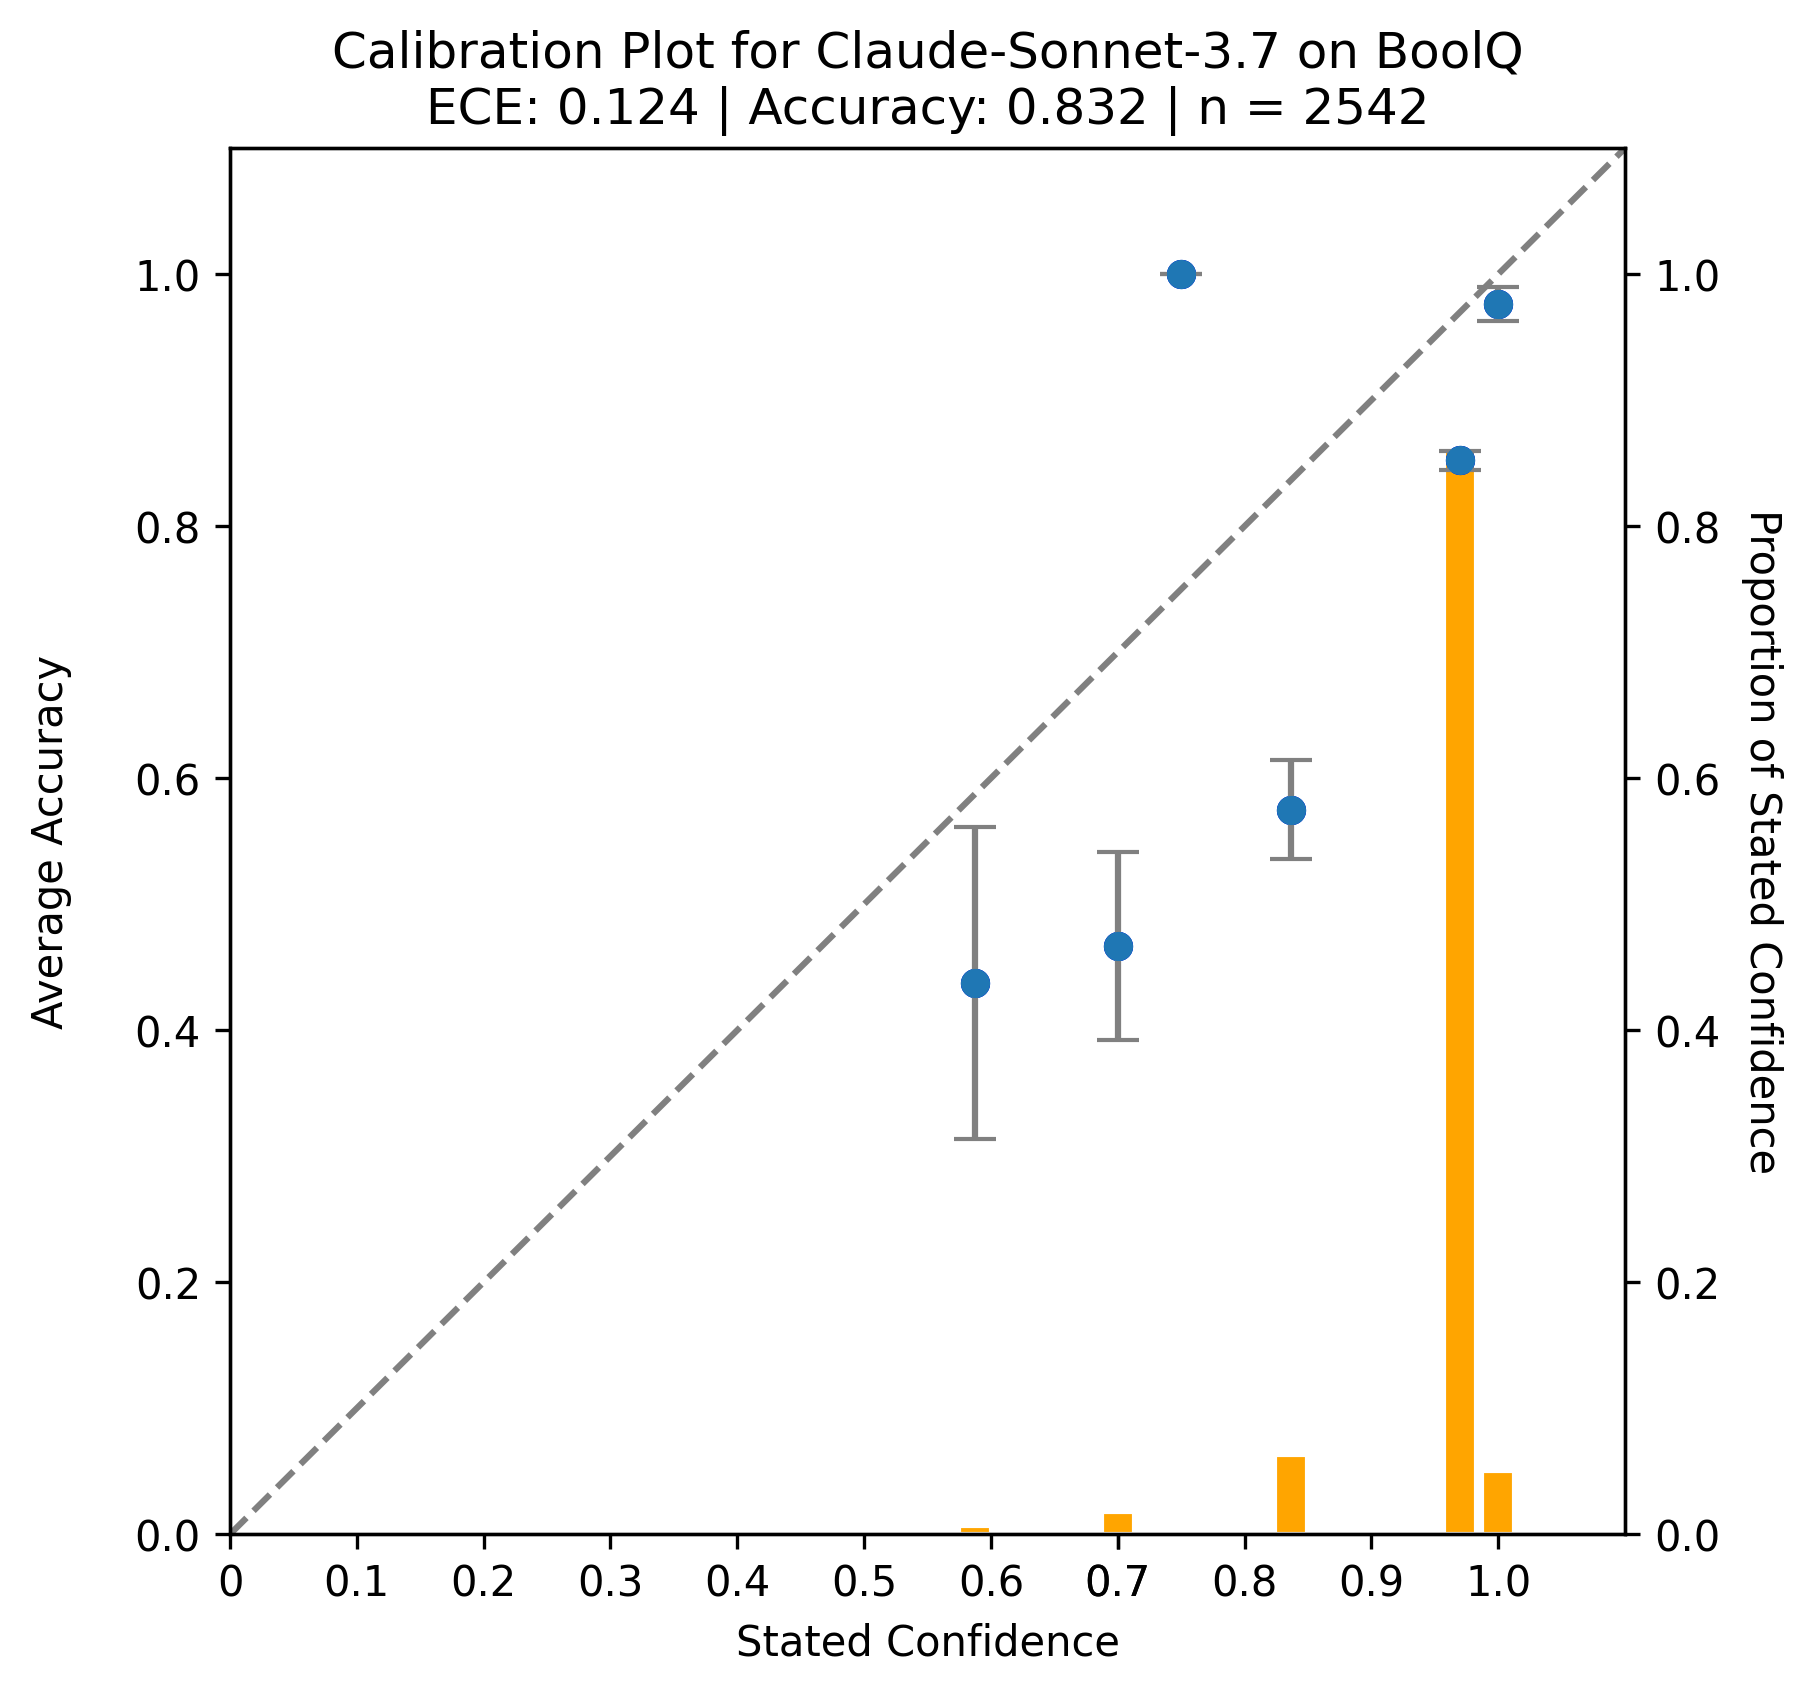 Calibration Plot for Claude-Sonnet-3.7 on BoolQ
ECE: 0.124 | Accuracy: 0.832 | n = 2542
Average Accuracy
1.0
0.8
0.6
0.4
0.2
0.0
0 0.1 0.2 0.3 0.4 0.5 0.6 0.7 0.8 0.9 1.0
Stated Confidence
1.0
0.8
0.6
0.4
0.2
0.0
Proportion of Stated Confidence